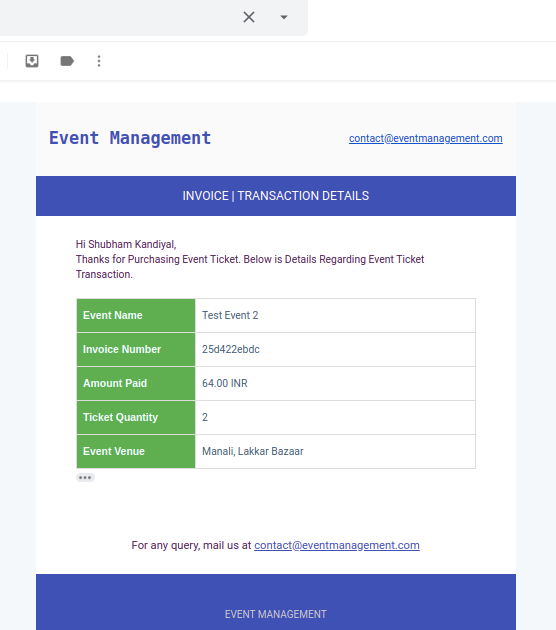 Event Management
contact@eventmanagement.com
INVOICE | TRANSACTION DETAILS
Hi Shubham Kandiyal,
Thanks for Purchasing Event Ticket. Below is Details Regarding Event Ticket
Transaction.
Event Name Test Event 2
Invoice Number 25d422ebdc
Amount Paid 64.00 INR
Ticket Quantity 2
Event Venue Manali, Lakkar Bazaar
For any query, mail us at contact@eventmanagement.com
EVENT MANAGEMENT